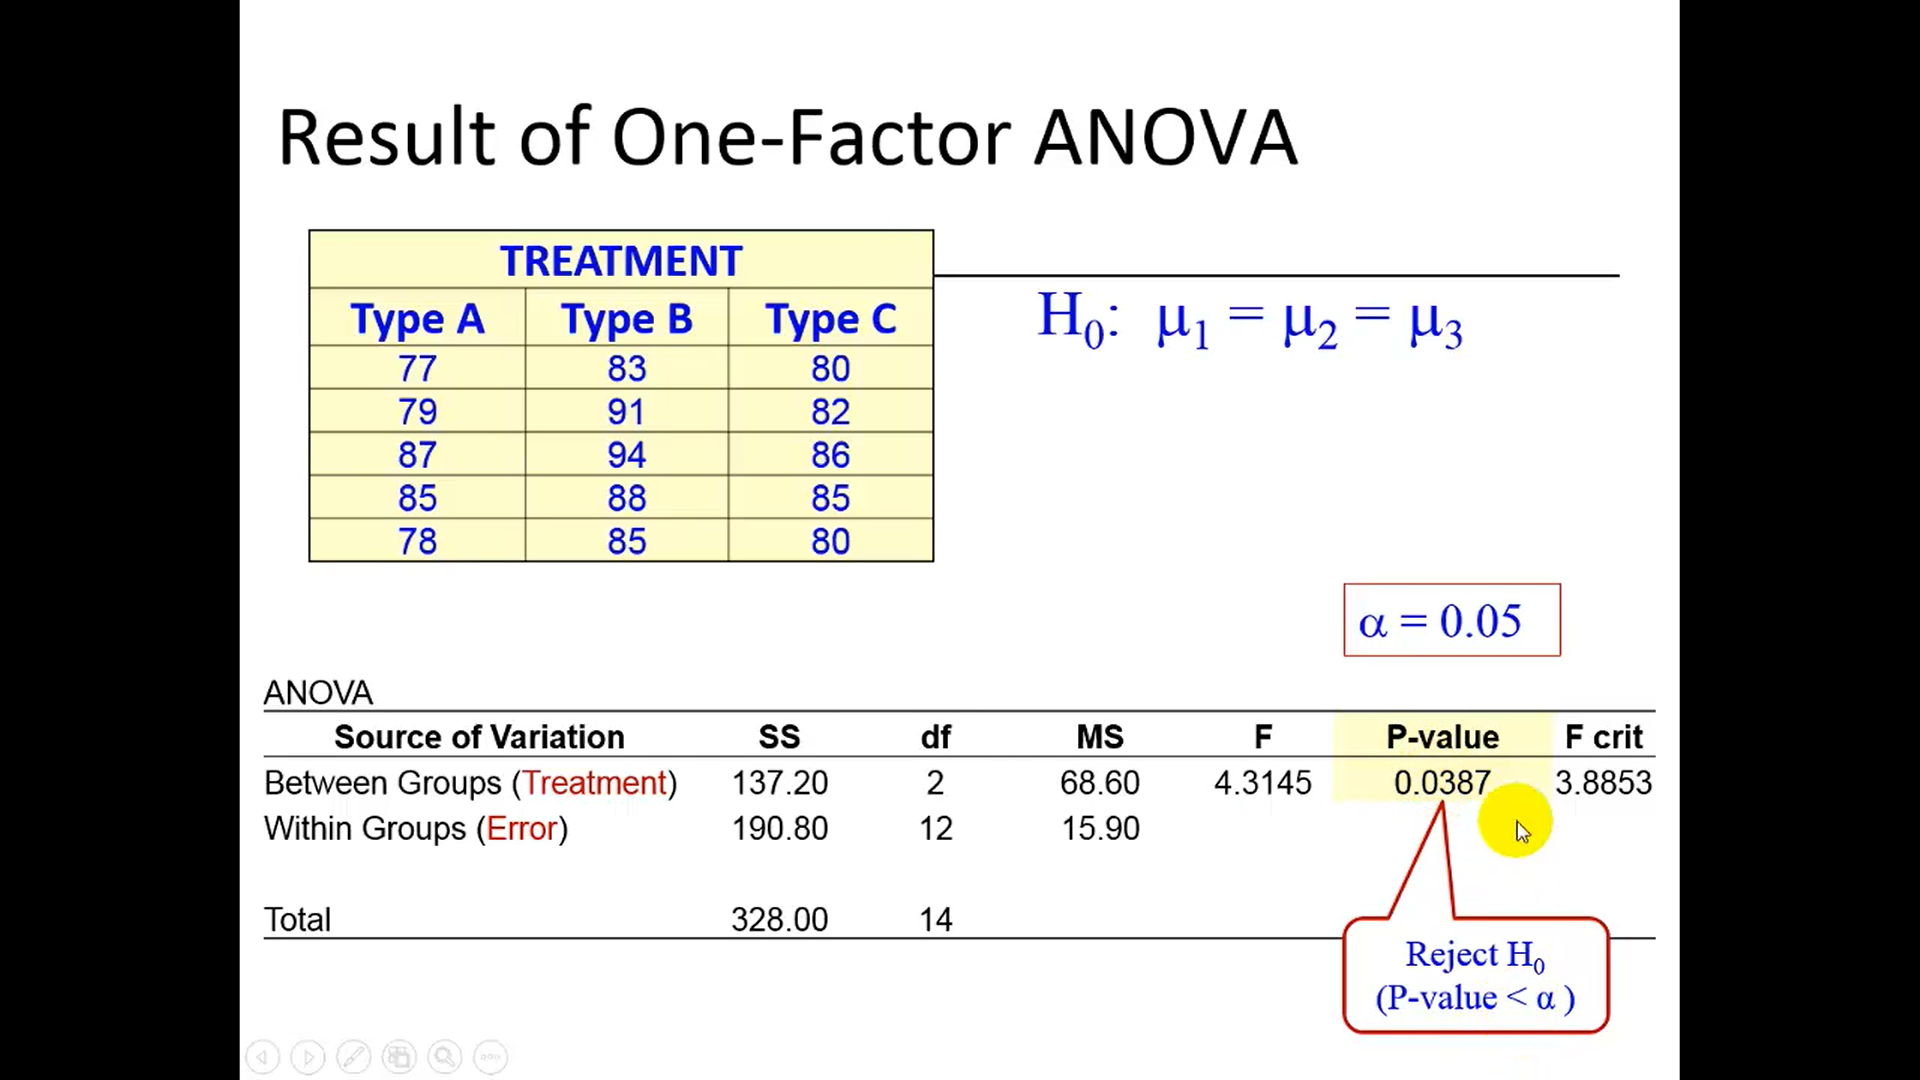 Result of One-Factor ANOVA
TREATMENT
Type A Type B Type C
77 83 80
79 91 82
87 94 86
85 88 85
78 85 80
H₀: μ₁ = μ₂ = μ₃
α = 0.05
ANOVA
Source of Variation SS df MS F P-value F crit
Between Groups (Treatment) 137.20 2 68.60 4.3145 0.0387 3.8853
Within Groups (Error) 190.80 12 15.90
Total 328.00 14
Reject H₀
(P-value < α )